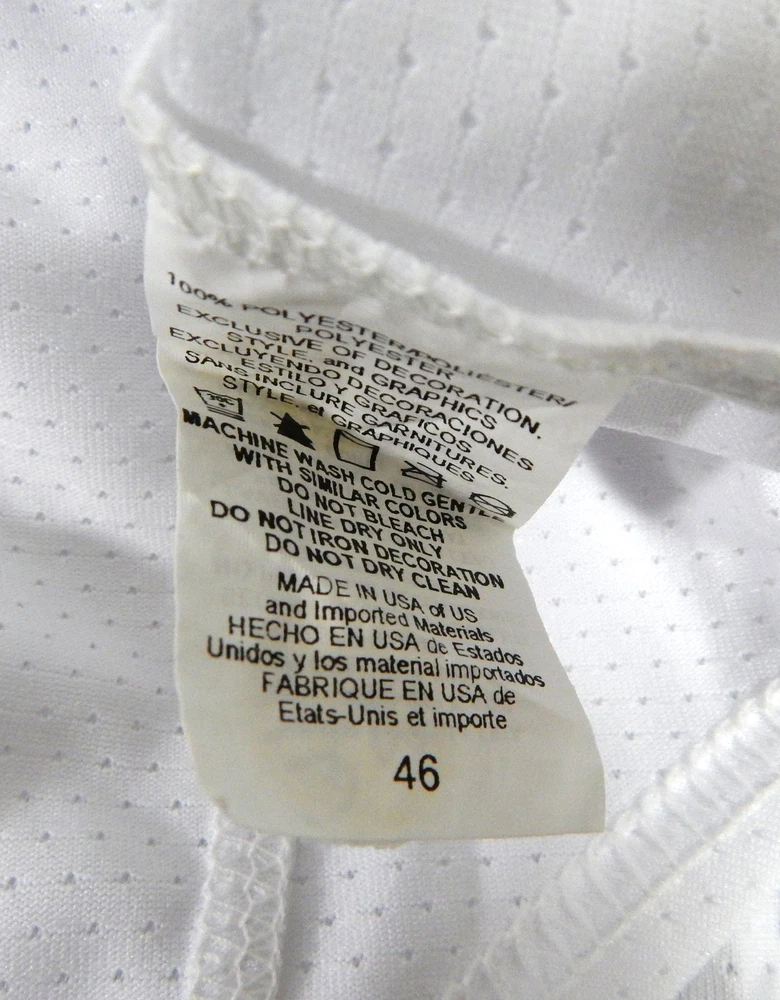 100% POLYESTER/POLIÉSTER/
POLYESTER
EXCLUSIVE OF DECORATION.
STYLE. and GRAPHICS
EXCLUYENDO DECORACIONES
ESTILO Y GRAFICOS
SANS INCLURE GARNITURES.
STYLE. et GRAPHIQUES
30C
MACHINE WASH COLD GENTLE
WITH SIMILAR COLORS
DO NOT BLEACH
LINE DRY ONLY
DO NOT IRON DECORATION
DO NOT DRY CLEAN
MADE IN USA of US
and Imported Materials
HECHO EN USA de Estados
Unidos y los material importados
FABRIQUE EN USA de
Etats-Unis et importe
46